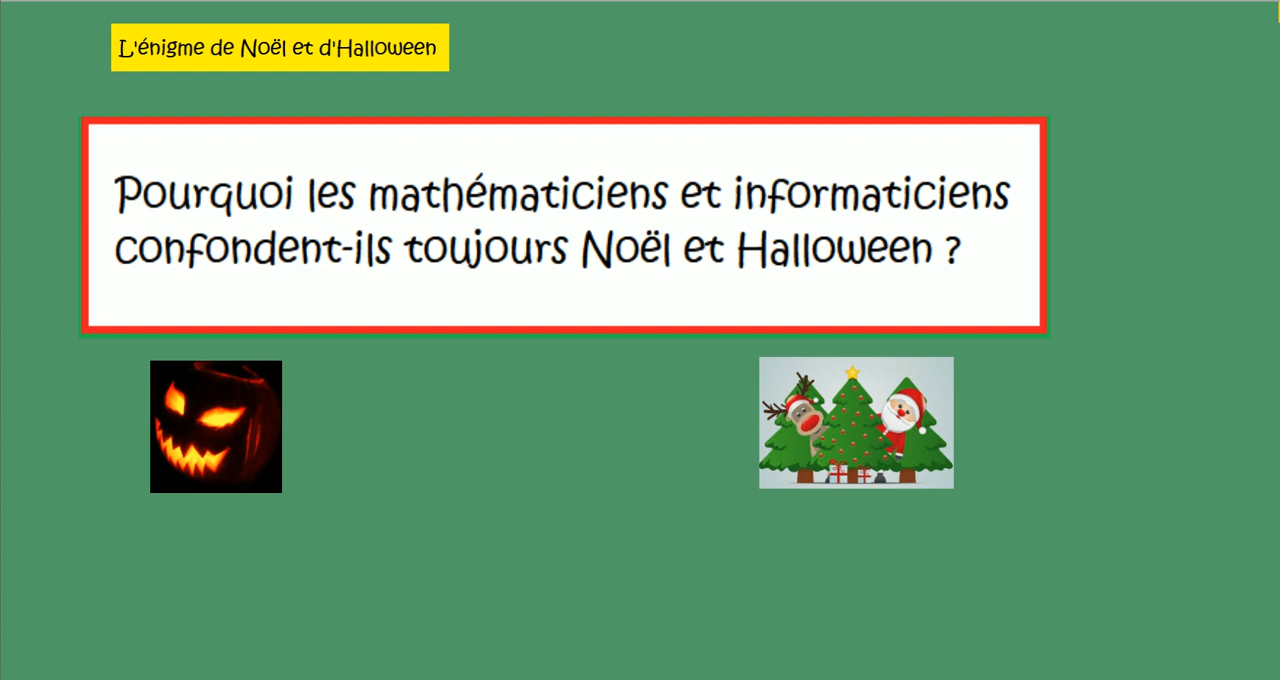 L'énigme de Noël et d'Halloween
Pourquoi les mathématiciens et informaticiens
confondent-ils toujours Noël et Halloween ?